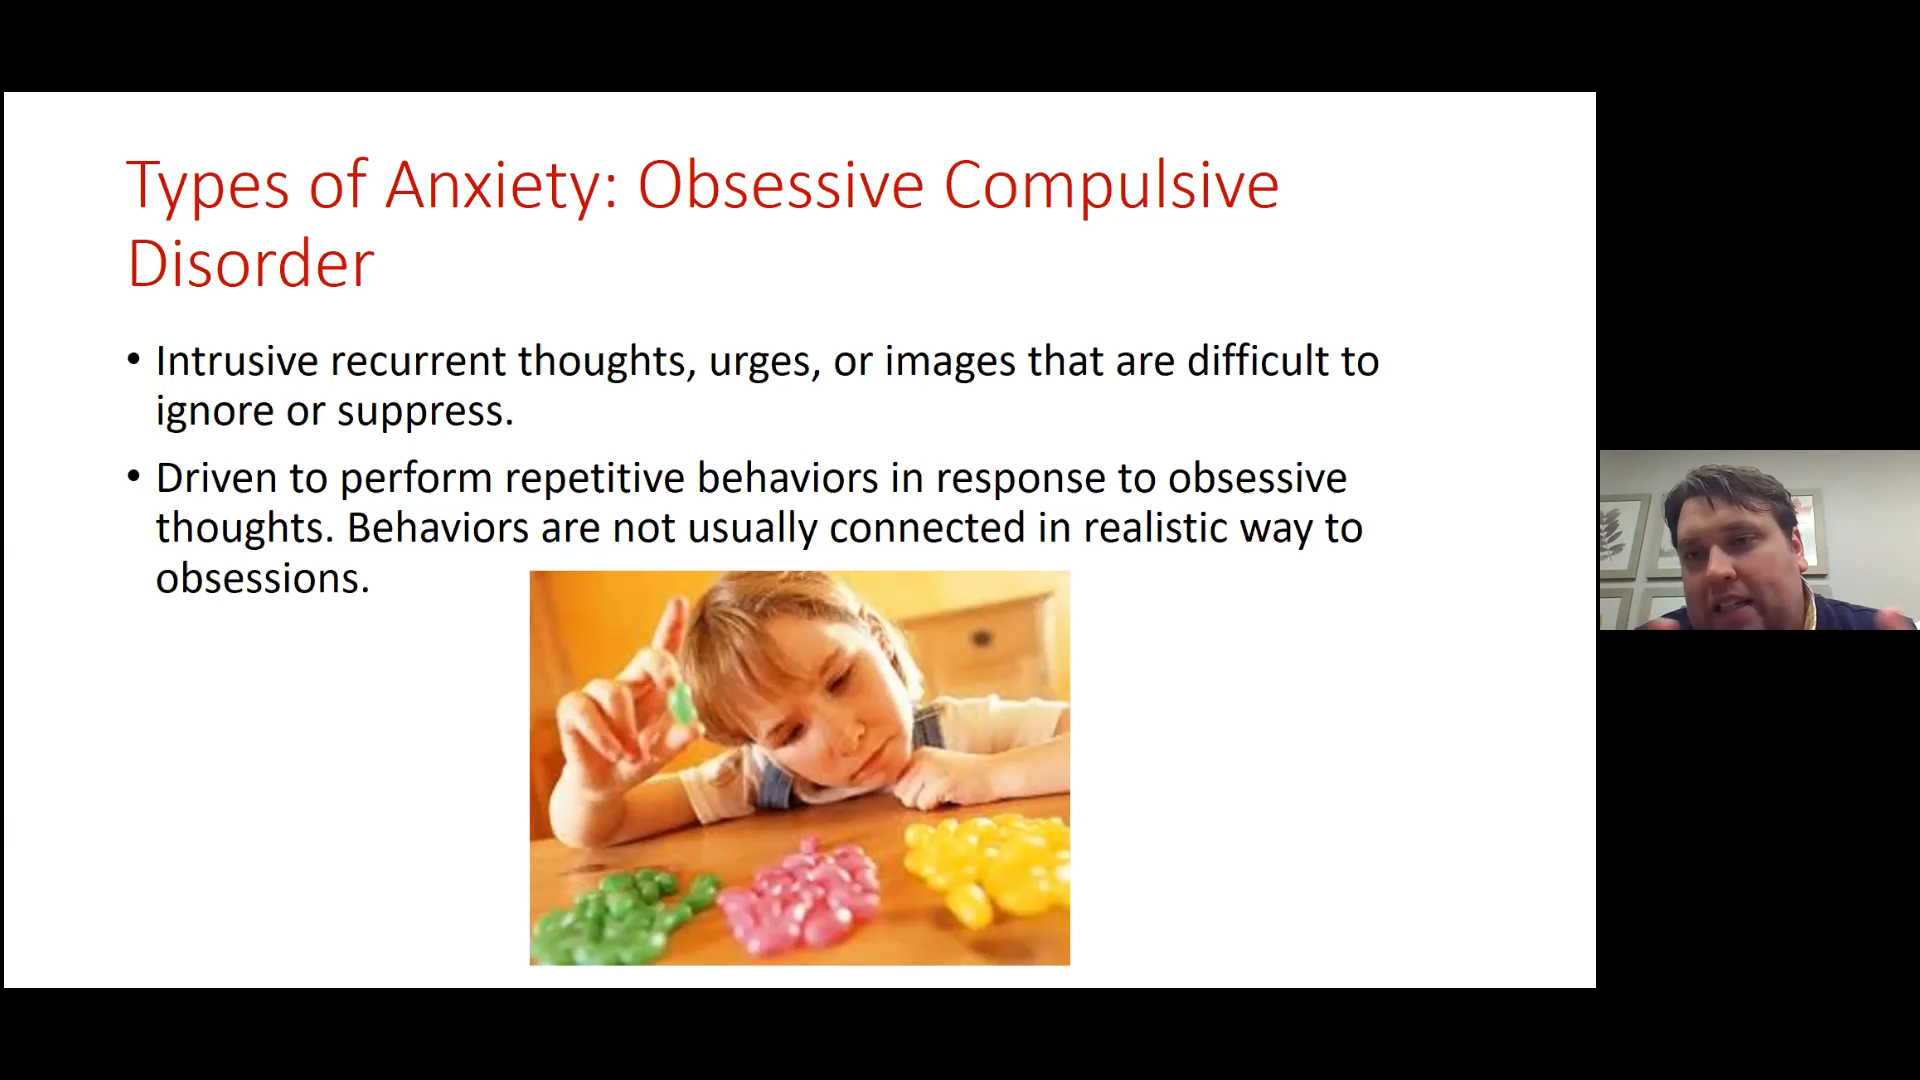 Types of Anxiety: Obsessive Compulsive
Disorder
• Intrusive recurrent thoughts, urges, or images that are difficult to
ignore or suppress.
• Driven to perform repetitive behaviors in response to obsessive
thoughts. Behaviors are not usually connected in realistic way to
obsessions.